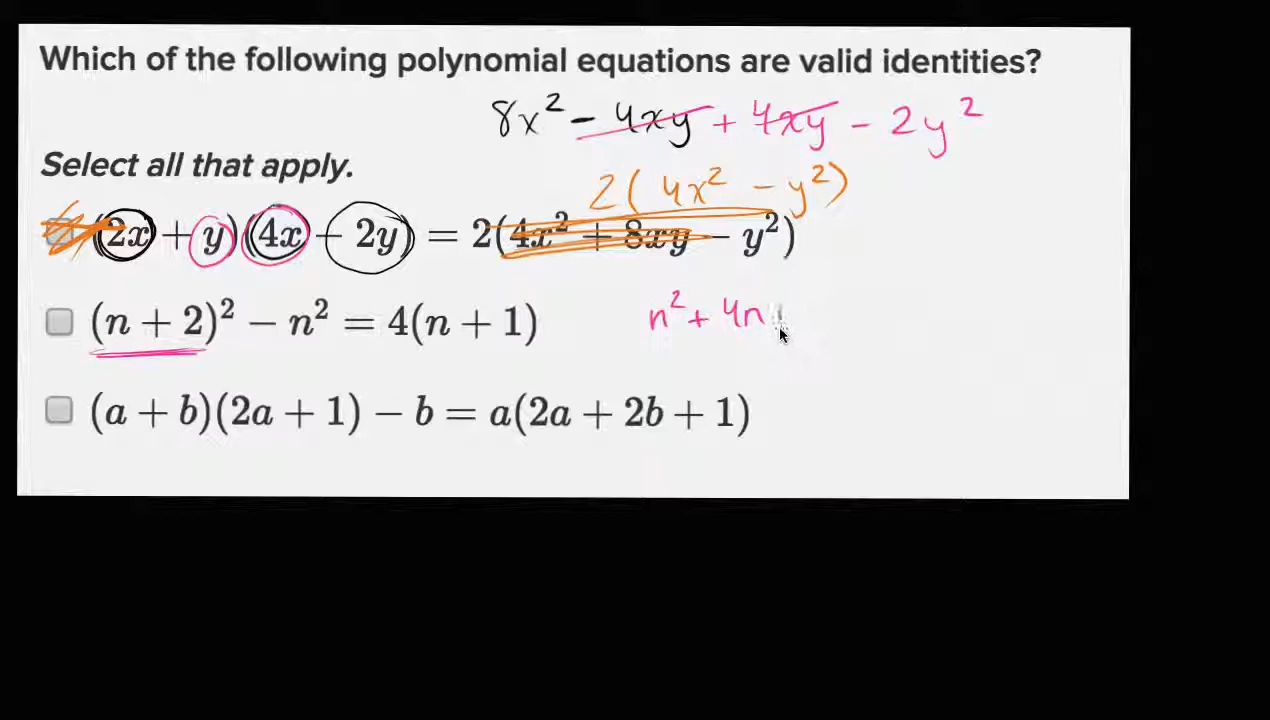 Which of the following polynomial equations are valid identities?
8x² - 4xy + 4xy - 2y²
Select all that apply.
2(4x² - y²)
(2x + y)(4x - 2y) = 2(4x² + 8xy - y²)
(n + 2)² - n² = 4(n + 1)
n² + 4n
(a + b)(2a + 1) - b = a(2a + 2b + 1)